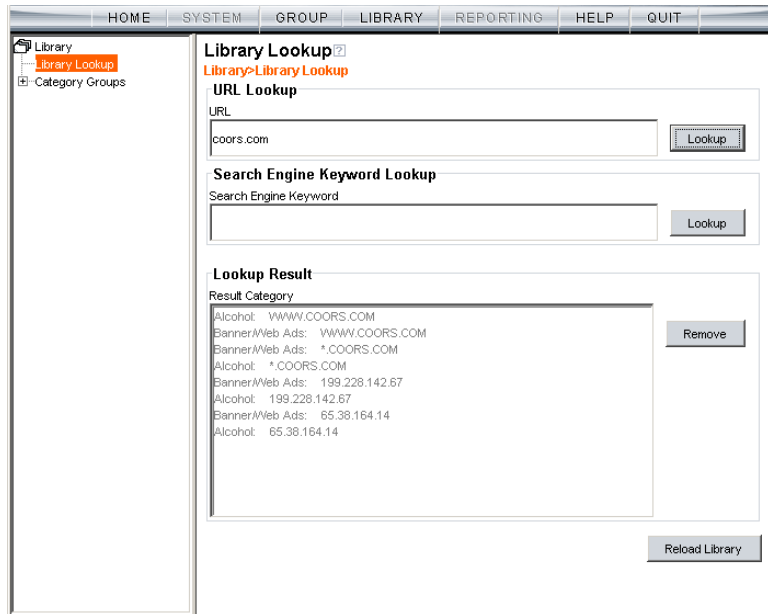 HOME SYSTEM GROUP LIBRARY REPORTING HELP QUIT
Library
Library Lookup
Category Groups
Library Lookup?
Library>Library Lookup
URL Lookup
URL
coors.com
Lookup
Search Engine Keyword Lookup
Search Engine Keyword
Lookup
Lookup Result
Result Category
Alcohol: WWW.COORS.COM
Banner/Web Ads: WWW.COORS.COM
Banner/Web Ads: *.COORS.COM
Alcohol: *.COORS.COM
Banner/Web Ads: 199.228.142.67
Alcohol: 199.228.142.67
Banner/Web Ads: 65.38.164.14
Alcohol: 65.38.164.14
Remove
Reload Library